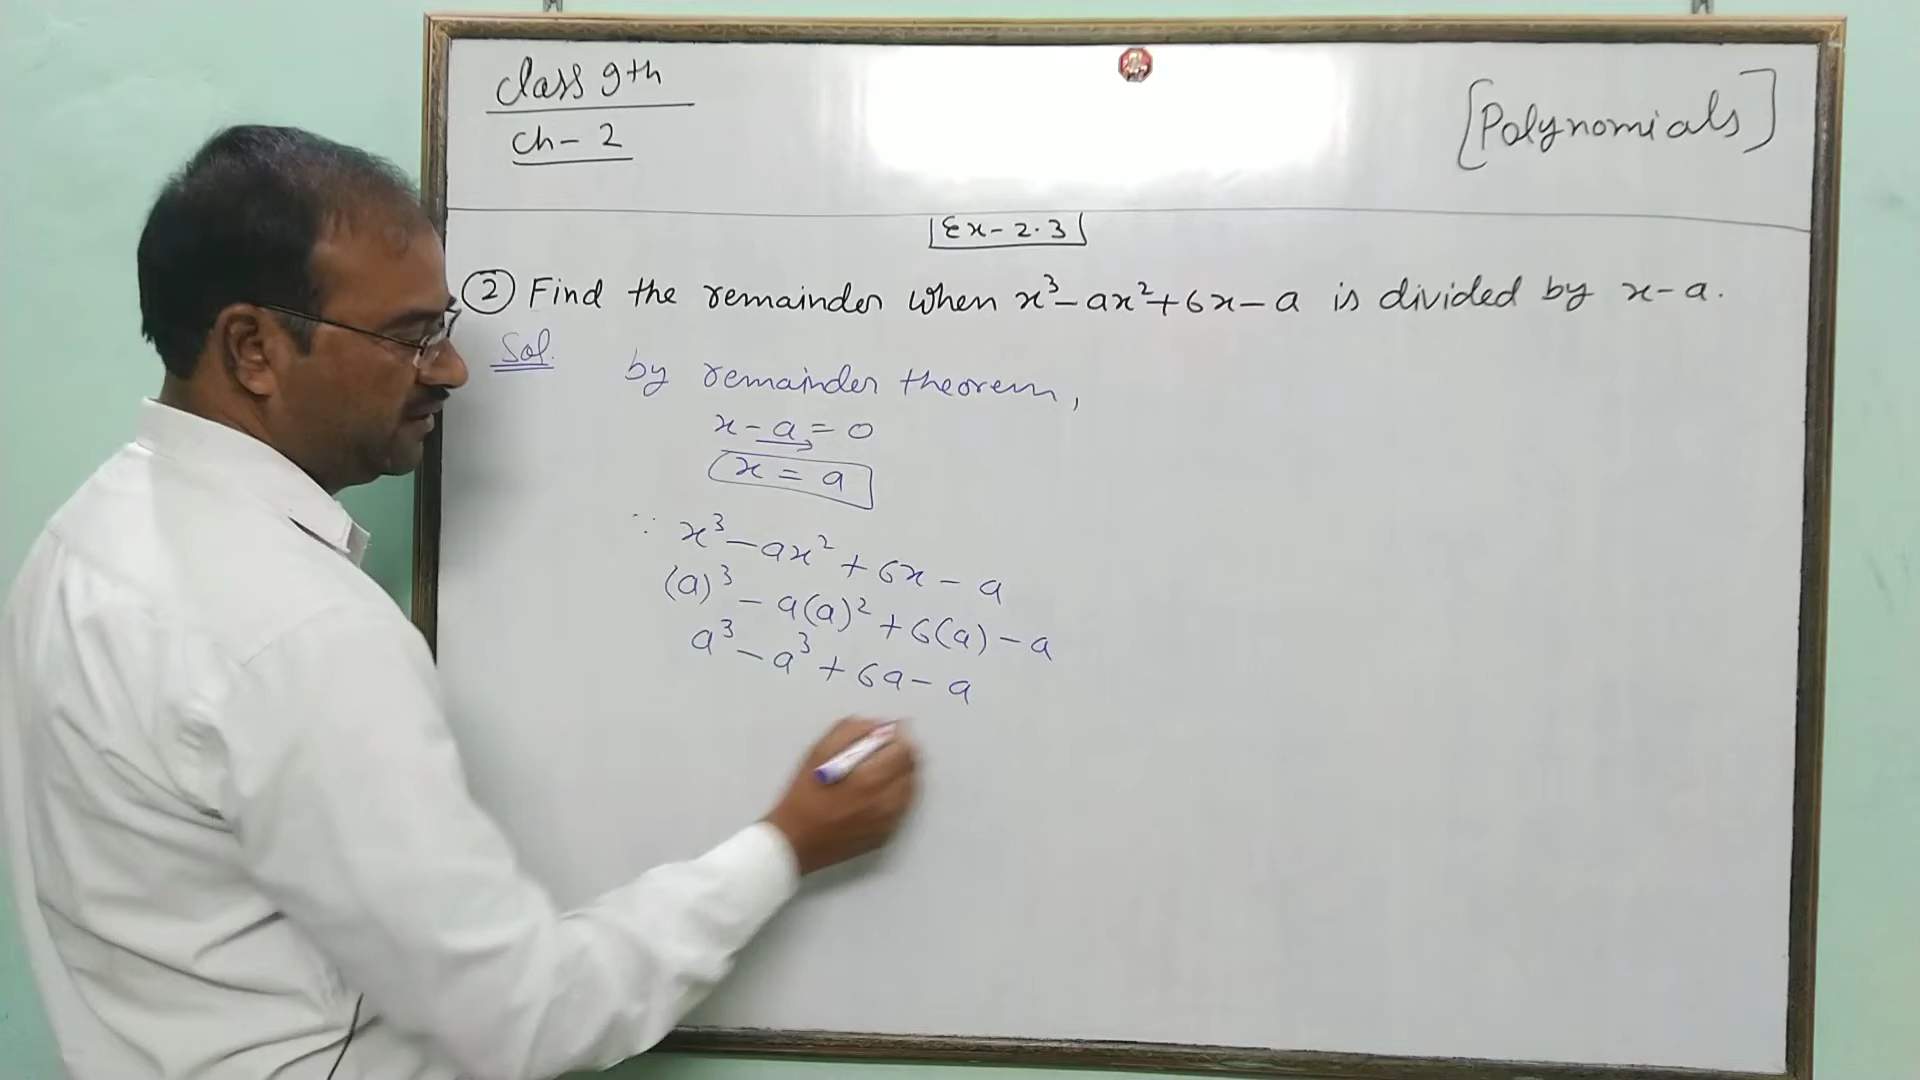 Class 9th
Ch - 2
[Polynomials]
Ex - 2.3
② Find the remainder when x³ - ax² + 6x - a is divided by x - a.
Sol.
by remainder theorem,
x - a = 0
x = a
∵ x³ - ax² + 6x - a
(a)³ - a(a)² + 6(a) - a
a³ - a³ + 6a - a